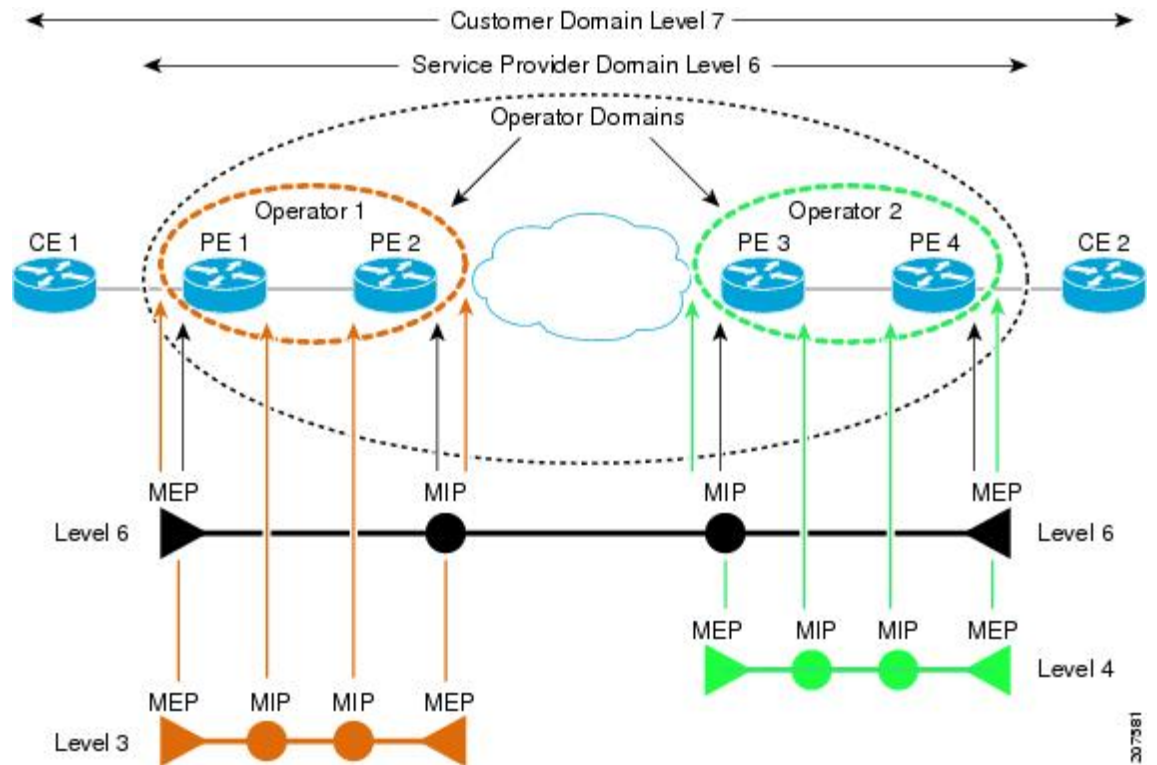 Customer Domain Level 7
Service Provider Domain Level 6
Operator Domains
Operator 1
Operator 2
CE 1
PE 1
PE 2
PE 3
PE 4
CE 2
MEP
MIP
MIP
MEP
Level 6
Level 6
MEP
MIP
MIP
MEP
Level 4
MEP
MIP
MIP
MEP
Level 3
207581